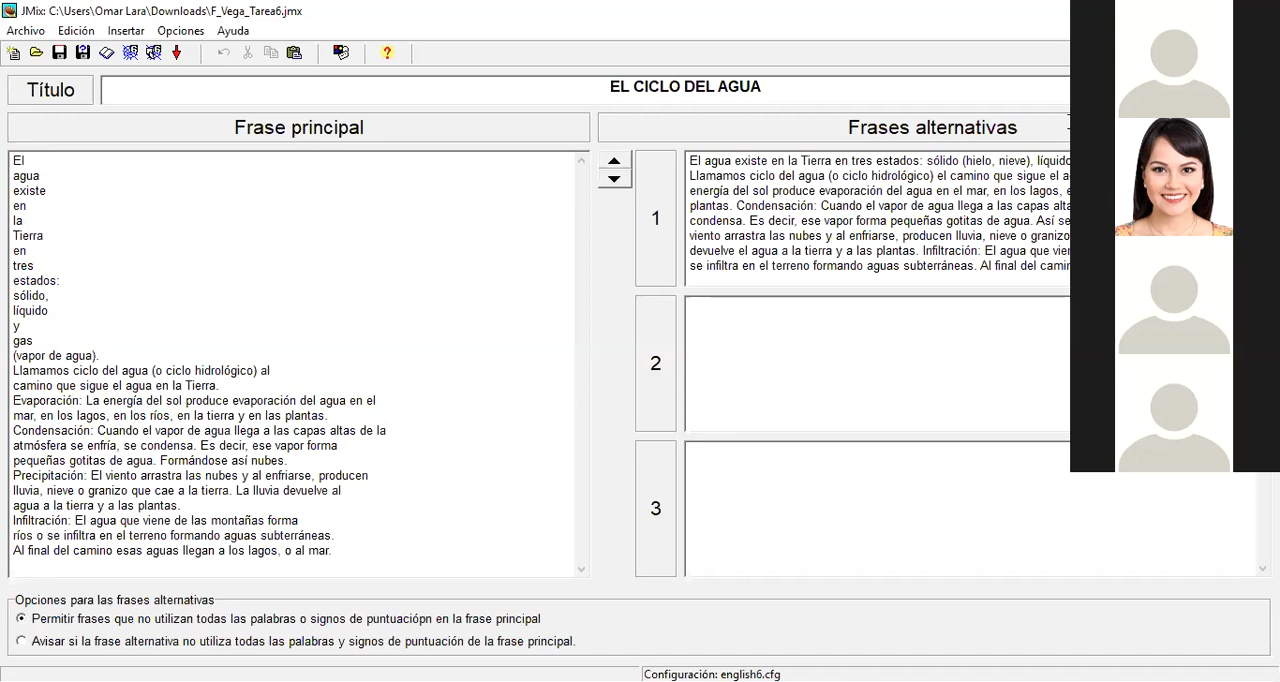 JMix: C:\Users\Omar Lara\Downloads\F_Vega_Tarea6.jmx
Archivo Edición Insertar Opciones Ayuda
Título
EL CICLO DEL AGUA
Frase principal
Frases alternativas
El
agua
existe
en
la
Tierra
en
tres
estados:
sólido,
líquido
y
gas
(vapor de agua).
Llamamos ciclo del agua (o ciclo hidrológico) al
camino que sigue el agua en la Tierra.
Evaporación: La energía del sol produce evaporación del agua en el
mar, en los lagos, en los ríos, en la tierra y en las plantas.
Condensación: Cuando el vapor de agua llega a las capas altas de la
atmósfera se enfría, se condensa. Es decir, ese vapor forma
pequeñas gotitas de agua. Formándose así nubes.
Precipitación: El viento arrastra las nubes y al enfriarse, producen
lluvia, nieve o granizo que cae a la tierra. La lluvia devuelve al
agua a la tierra y a las plantas.
Infiltración: El agua que viene de las montañas forma
ríos o se infiltra en el terreno formando aguas subterráneas.
Al final del camino esas aguas llegan a los lagos, o al mar.
1
El agua existe en la Tierra en tres estados: sólido (hielo, nieve), líquido
Llamamos ciclo del agua (o ciclo hidrológico) el camino que sigue el a
energía del sol produce evaporación del agua en el mar, en los lagos, e
plantas. Condensación: Cuando el vapor de agua llega a las capas alta
condensa. Es decir, ese vapor forma pequeñas gotitas de agua. Así se
viento arrastra las nubes y al enfriarse, producen lluvia, nieve o granizo
devuelve el agua a la tierra y a las plantas. Infiltración: El agua que vien
se infiltra en el terreno formando aguas subterráneas. Al final del camin
2
3
Opciones para las frases alternativas
Permitir frases que no utilizan todas las palabras o signos de puntuaciópn en la frase principal
Avisar si la frase alternativa no utiliza todas las palabras y signos de puntuación de la frase principal.
Configuración: english6.cfg